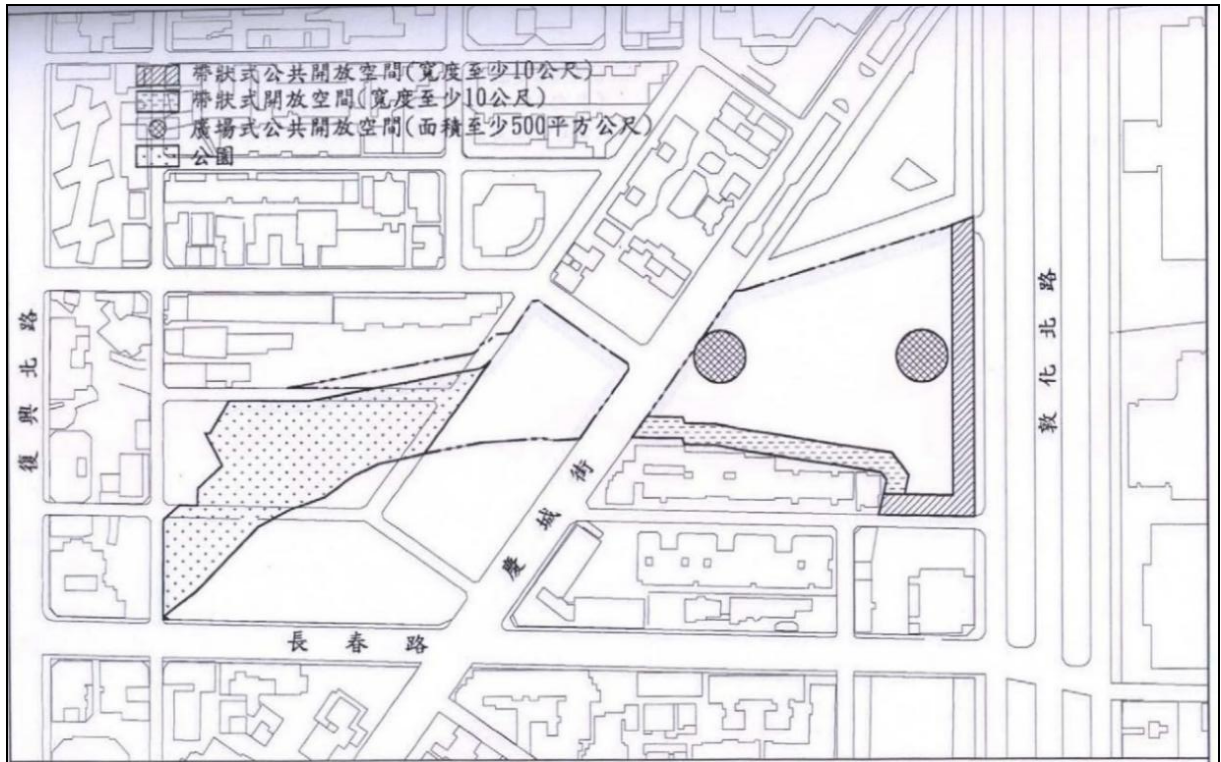 帶狀式公共開放空間(寬度至少10公尺)
帶狀式開放空間(寬度至少10公尺)
廣場式公共開放空間(面積至少500平方公尺)
公園
復興北路
敦化北路
慶城街
長春路